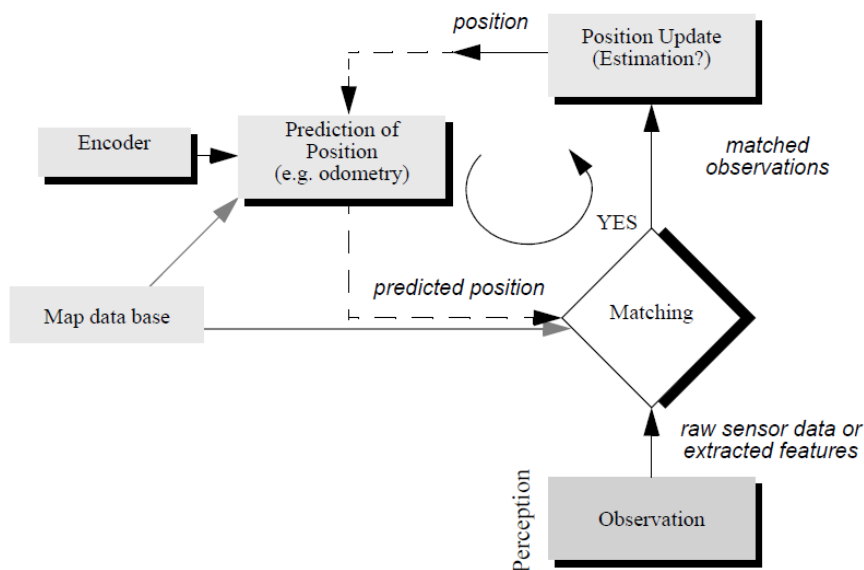 position
Position Update
(Estimation?)
Encoder
Prediction of
Position
(e.g. odometry)
matched
observations
YES
predicted position
Map data base
Matching
raw sensor data or
extracted features
Perception
Observation